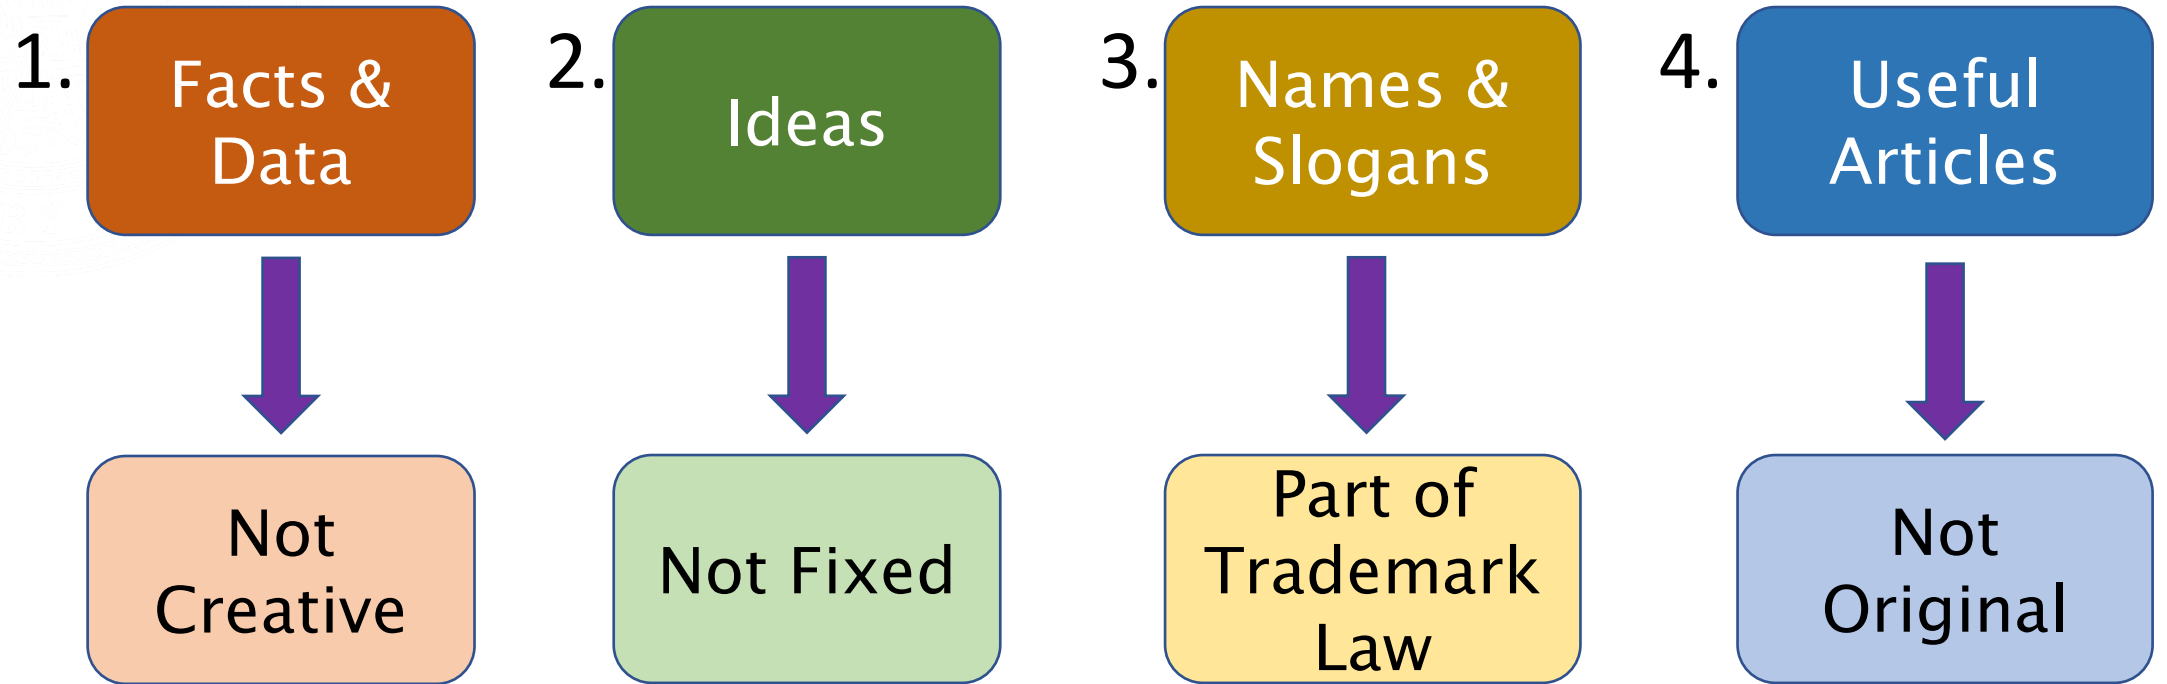 1.
Facts &
Data
2.
Ideas
3.
Names &
Slogans
4.
Useful
Articles
Not
Creative
Not Fixed
Part of
Trademark
Law
Not
Original